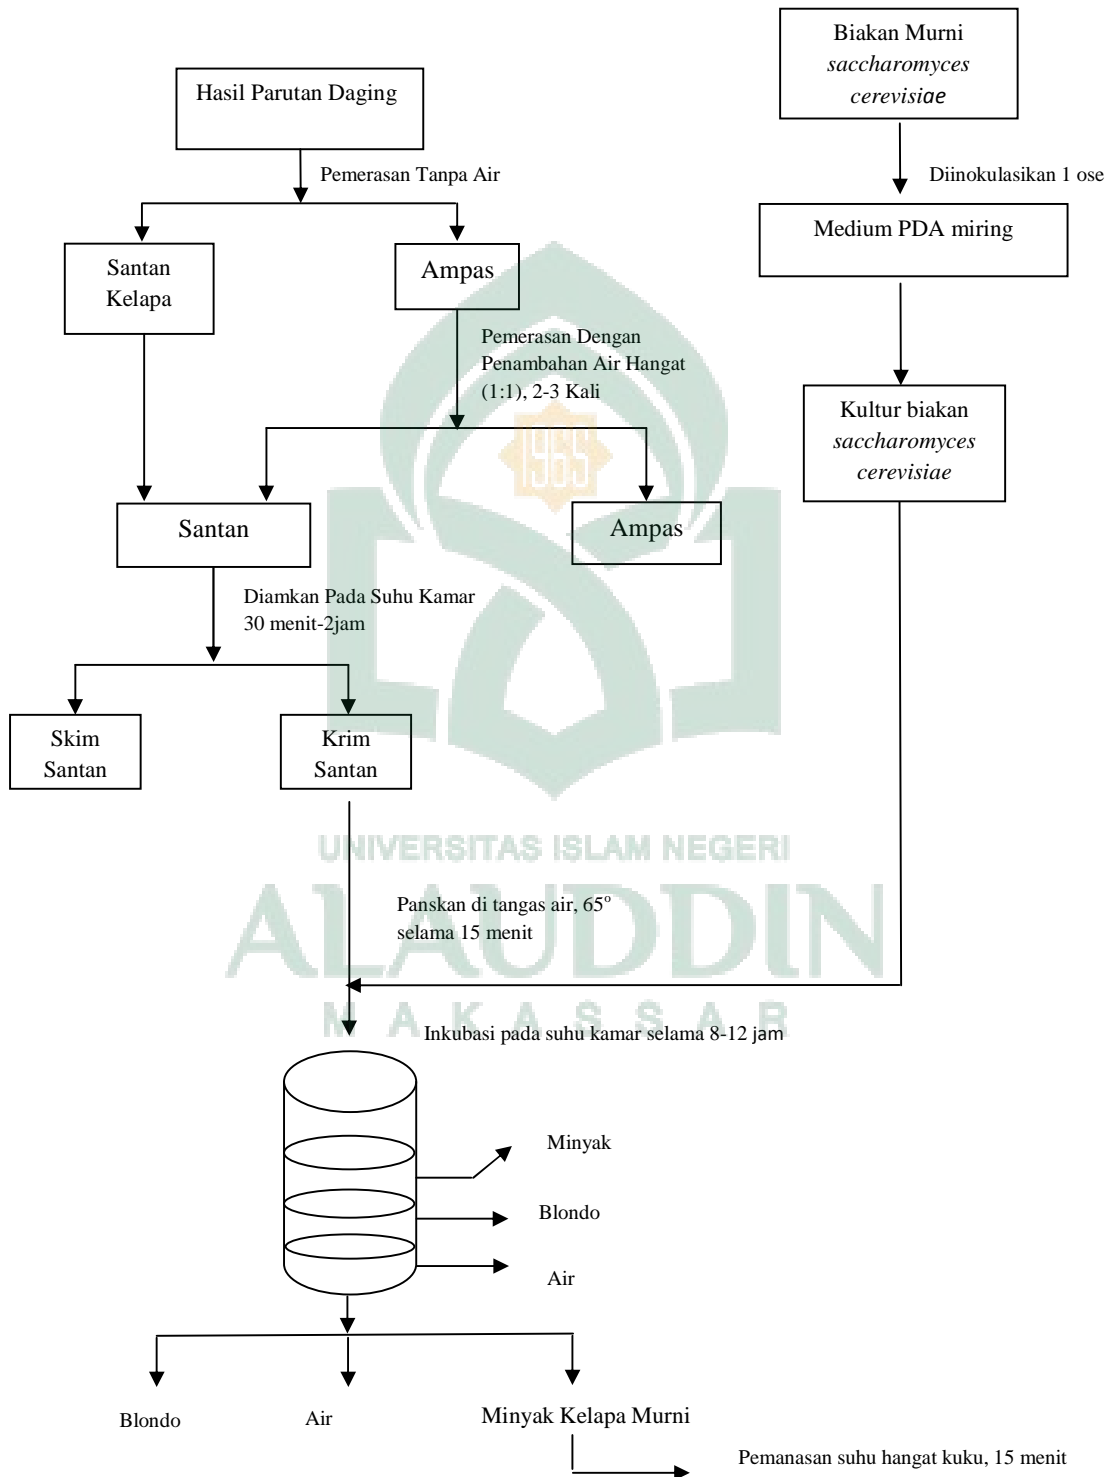 Biakan Murni
saccharomyces
cerevisiae
Hasil Parutan Daging
Pemerasan Tanpa Air
Diinokulasikan 1 ose
Medium PDA miring
Santan
Kelapa
Ampas
Pemerasan Dengan
Penambahan Air Hangat
(1:1), 2-3 Kali
Kultur biakan
saccharomyces
cerevisiae
1965
Santan
Ampas
Diamkan Pada Suhu Kamar
30 menit-2jam
Skim
Santan
Krim
Santan
UNIVERSITAS ISLAM NEGERI
ALAUDDIN
MAKASSAR
Panskan di tangas air, 65°
selama 15 menit
Inkubasi pada suhu kamar selama 8-12 jam
Minyak
Blondo
Air
Blondo
Air
Minyak Kelapa Murni
Pemanasan suhu hangat kuku, 15 menit